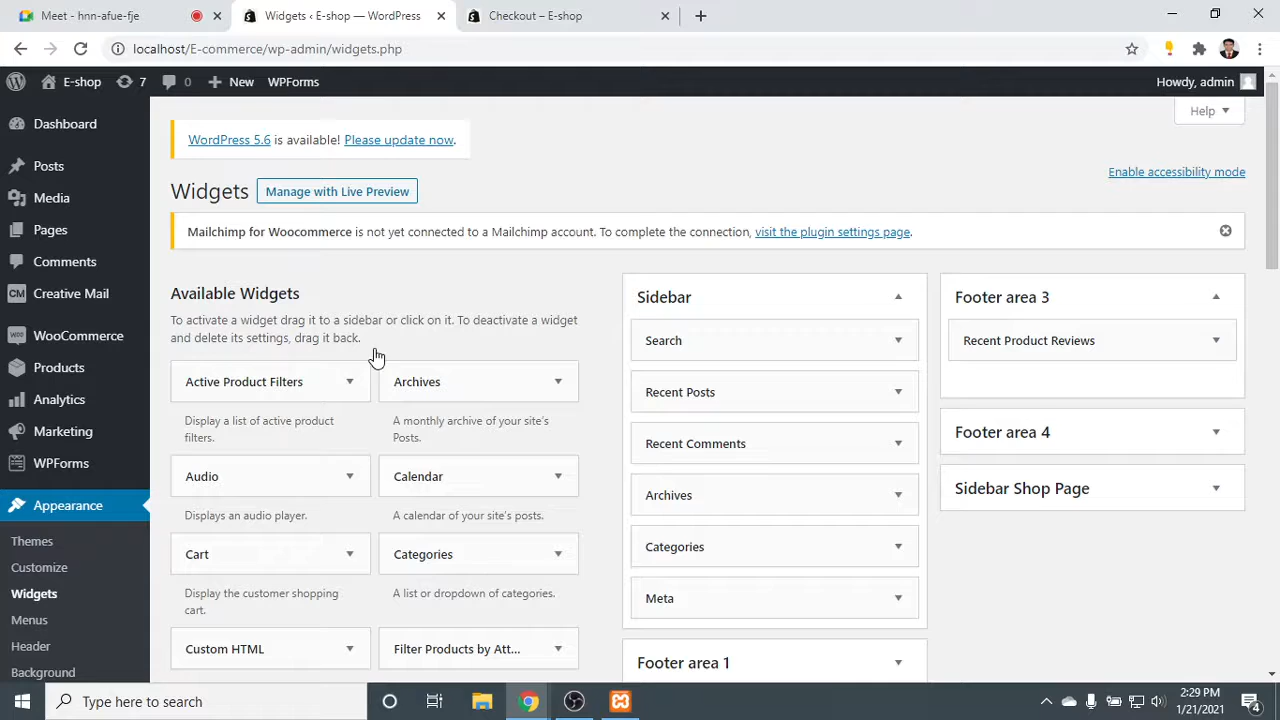 Meet - hnn-afue-fje
Widgets ‹ E-shop — WordPress
Checkout – E-shop
localhost/E-commerce/wp-admin/widgets.php
E-shop
7
0
New
WPForms
Howdy, admin
Dashboard
Posts
Media
Pages
Comments
CM Creative Mail
WOO WooCommerce
Products
Analytics
Marketing
WPForms
Appearance
Themes
Customize
Widgets
Menus
Header
Background
Help
WordPress 5.6 is available! Please update now.
Enable accessibility mode
Widgets
Manage with Live Preview
Mailchimp for Woocommerce is not yet connected to a Mailchimp account. To complete the connection, visit the plugin settings page.
Available Widgets
To activate a widget drag it to a sidebar or click on it. To deactivate a widget
and delete its settings, drag it back.
Active Product Filters
Display a list of active product
filters.
Archives
A monthly archive of your site's
Posts.
Audio
Displays an audio player.
Calendar
A calendar of your site's posts.
Cart
Display the customer shopping
cart.
Categories
A list or dropdown of categories.
Custom HTML
Filter Products by Att...
Sidebar
Search
Recent Posts
Recent Comments
Archives
Categories
Meta
Footer area 1
Footer area 3
Recent Product Reviews
Footer area 4
Sidebar Shop Page
Type here to search
2:29 PM
1/21/2021
4